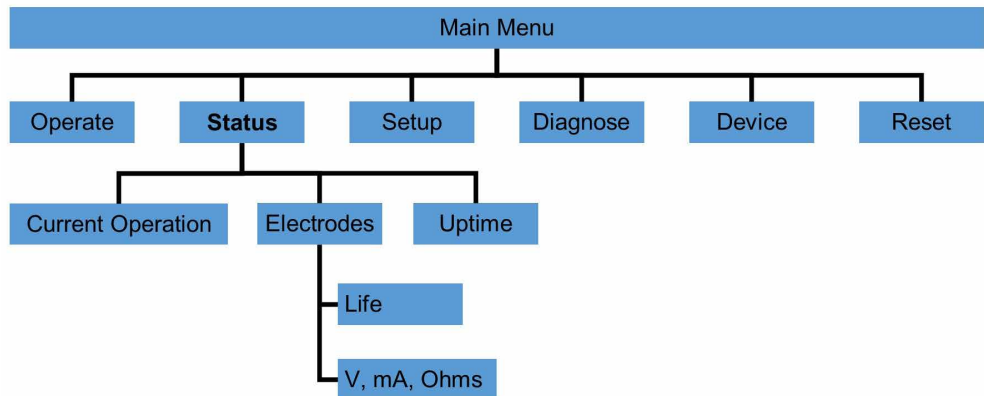 Main Menu
Operate
Status
Setup
Diagnose
Device
Reset
Current Operation
Electrodes
Uptime
Life
V, mA, Ohms